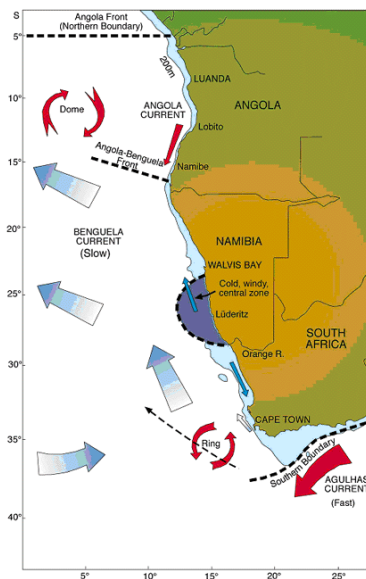 Angola Front
(Northern Boundary)
S
5°
200m
LUANDA
10°
Dome
ANGOLA
CURRENT
ANGOLA
Lobito
Angola-Benguela
Front
15°
Namibe
20°
BENGUELA
CURRENT
(Slow)
NAMIBIA
WALVIS BAY
25°
Cold, windy,
central zone
Lüderitz
SOUTH
AFRICA
30°
Orange R.
CAPE TOWN
35°
Ring
Southern Boundary
AGULHAS
CURRENT
(Fast)
40°
5°
10°
15°
20°
25°